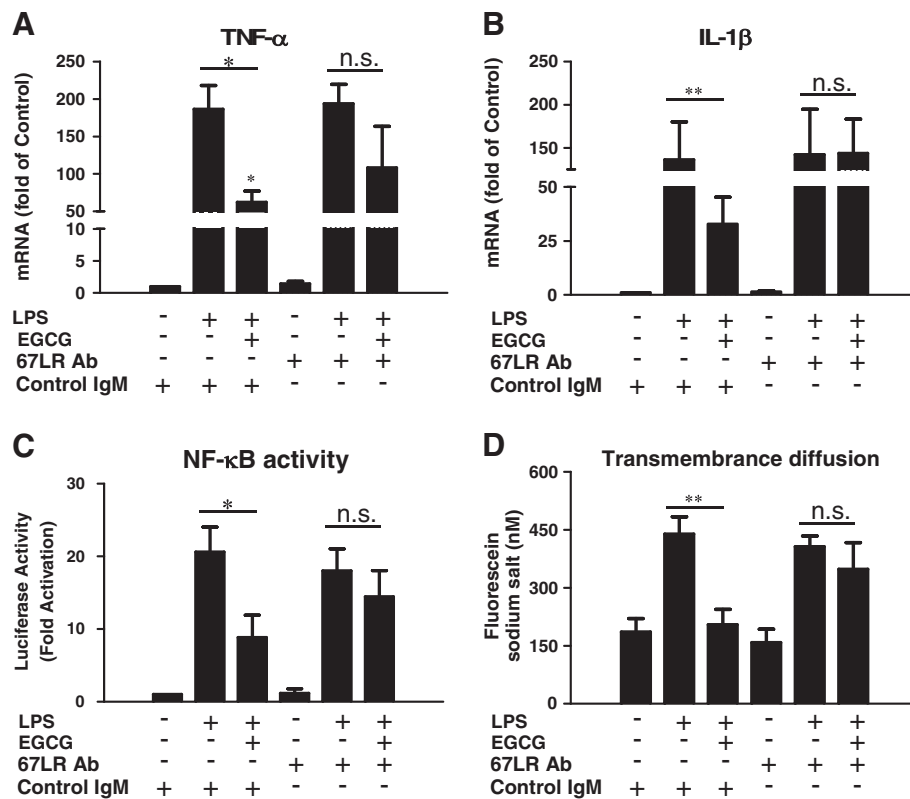 A
TNF-α
mRNA (fold of Control)
250
200
150
100
50
10
5
0
*
*
n.s.
LPS - + + - + +
EGCG - - + - - +
67LR Ab - - - + + +
Control IgM + + + - - -
B
IL-1β
mRNA (fold of Control)
250
200
150
50
25
0
**
n.s.
LPS - + + - + +
EGCG - - + - - +
67LR Ab - - - + + +
Control IgM + + + - - -
C
NF-κB activity
Luciferase Activity
(Fold Activation)
30
20
10
0
*
n.s.
LPS - + + - + +
EGCG - - + - - +
67LR Ab - - - + + +
Control IgM + + + - - -
D
Transmembrance diffusion
Fluorescein
sodium salt (nM)
600
450
300
150
0
**
n.s.
LPS - + + - + +
EGCG - - + - - +
67LR Ab - - - + + +
Control IgM + + + - - -